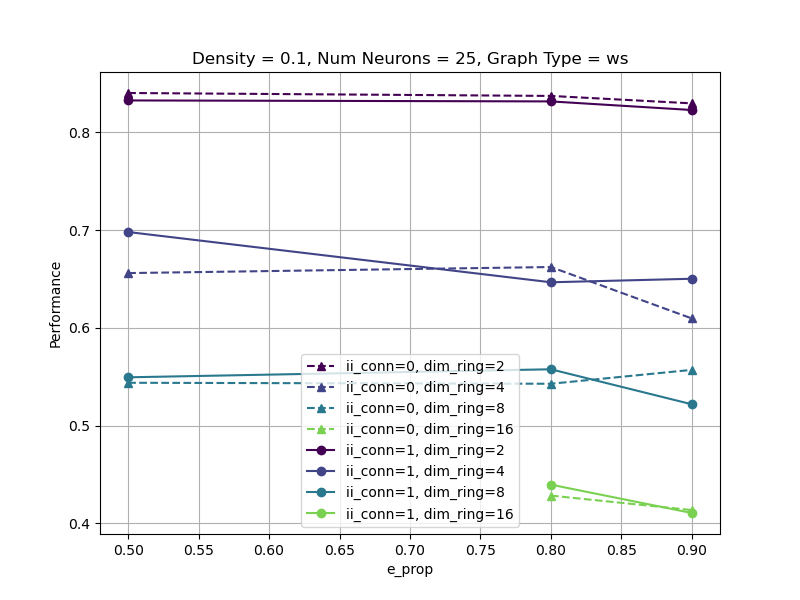 Density = 0.1, Num Neurons = 25, Graph Type = ws
Performance
0.8
0.7
0.6
0.5
0.4
ii_conn=0, dim_ring=2
ii_conn=0, dim_ring=4
ii_conn=0, dim_ring=8
ii_conn=0, dim_ring=16
ii_conn=1, dim_ring=2
ii_conn=1, dim_ring=4
ii_conn=1, dim_ring=8
ii_conn=1, dim_ring=16
0.50 0.55 0.60 0.65 0.70 0.75 0.80 0.85 0.90
e_prop